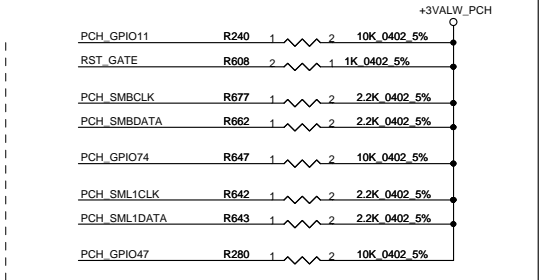 +3VALW_PCH
PCH_GPIO11 R240 1 2 10K_0402_5%
RST_GATE R608 2 1 1K_0402_5%
PCH_SMBCLK R677 1 2 2.2K_0402_5%
PCH_SMBDATA R662 1 2 2.2K_0402_5%
PCH_GPIO74 R647 1 2 10K_0402_5%
PCH_SML1CLK R642 1 2 2.2K_0402_5%
PCH_SML1DATA R643 1 2 2.2K_0402_5%
PCH_GPIO47 R280 1 2 10K_0402_5%